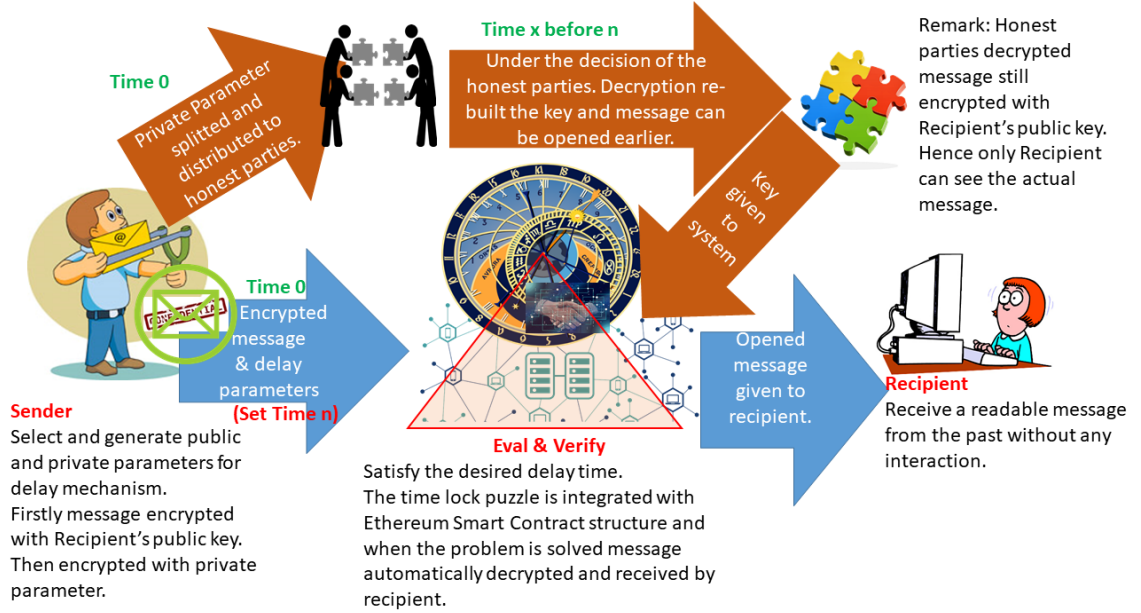 Time 0
Private Parameter
splitted and
distributed to
honest parties.
Time x before n
Under the decision of the
honest parties. Decryption re-
built the key and message can
be opened earlier.
Remark: Honest
parties decrypted
message still
encrypted with
Recipient's public key.
Hence only Recipient
can see the actual
message.
Key
given
to
system
@
CONFIDENTIAL
Time 0
Encrypted
message
& delay
parameters
(Set Time n)
Opened
message
given to
recipient.
Sender
Select and generate public
and private parameters for
delay mechanism.
Firstly message encrypted
with Recipient's public key.
Then encrypted with private
parameter.
Eval & Verify
Satisfy the desired delay time.
The time lock puzzle is integrated with
Ethereum Smart Contract structure and
when the problem is solved message
automatically decrypted and received by
recipient.
Recipient
Receive a readable message
from the past without any
interaction.